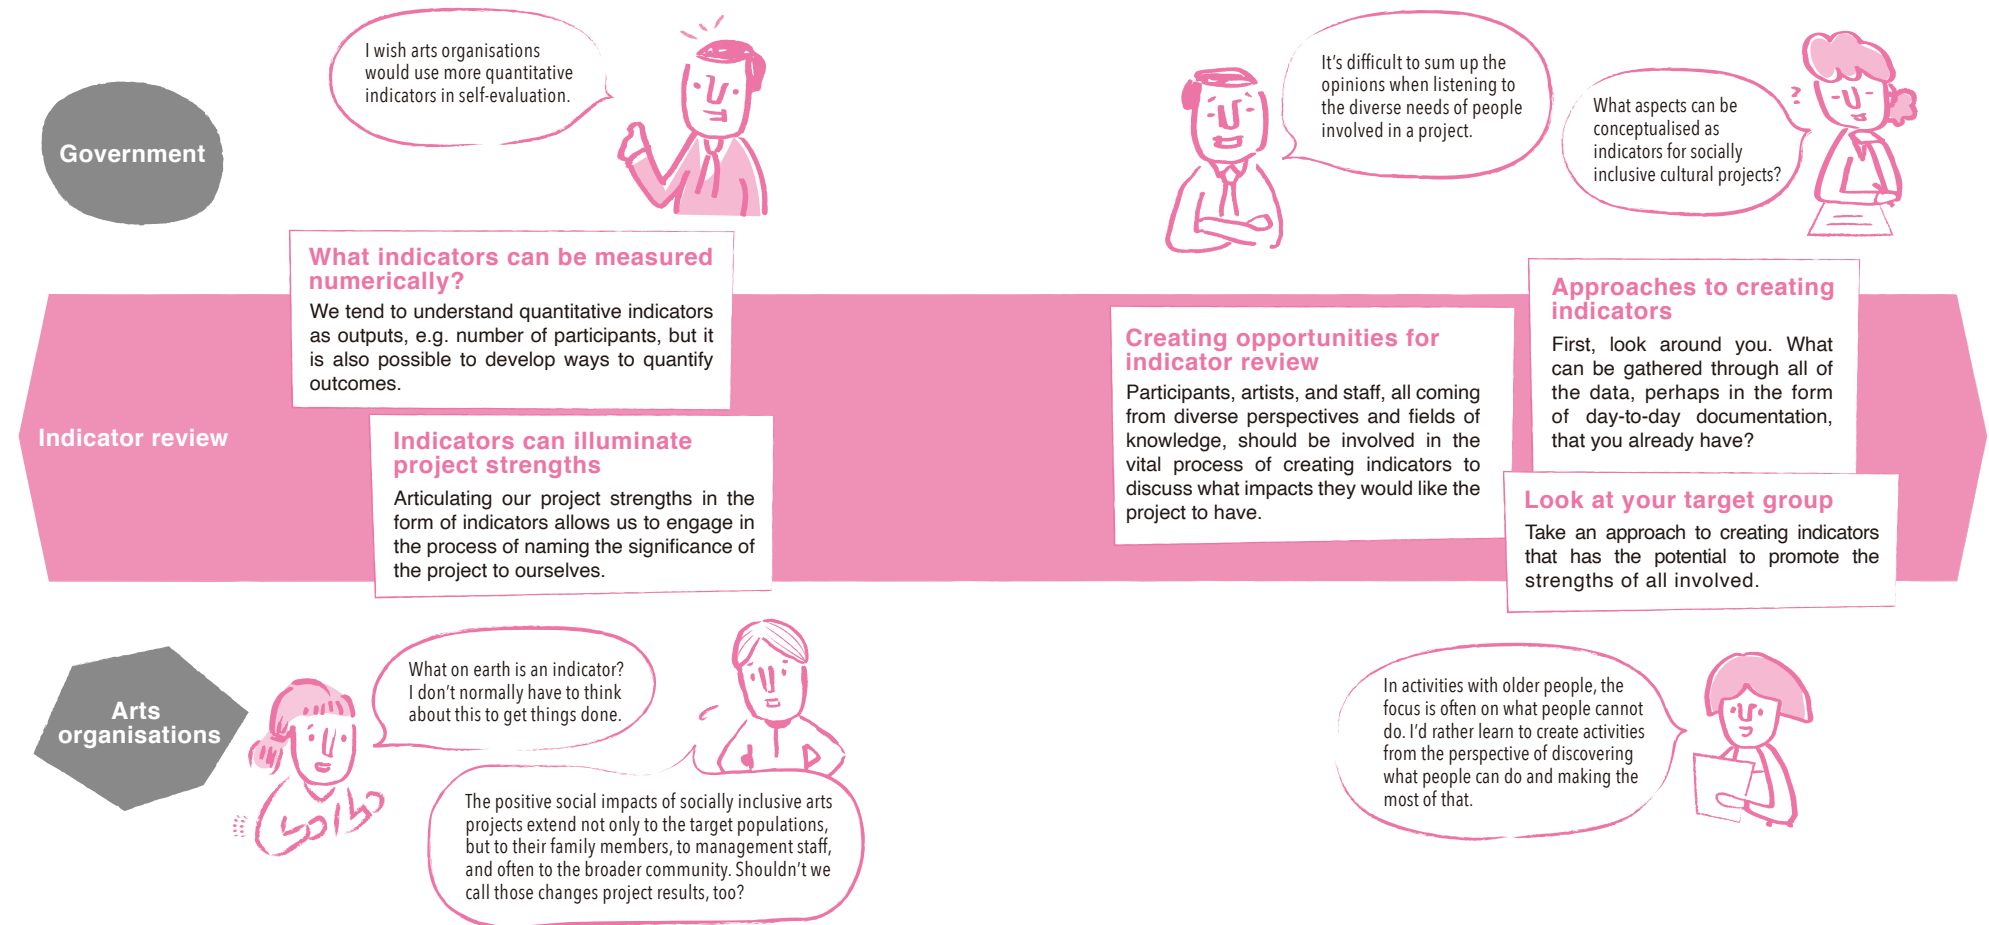 I wish arts organisations
would use more quantitative
indicators in self-evaluation.
It's difficult to sum up the
opinions when listening to
the diverse needs of people
involved in a project.
What aspects can be
conceptualised as
indicators for socially
inclusive cultural projects?
Government
What indicators can be measured
numerically?
We tend to understand quantitative indicators
as outputs, e.g. number of participants, but it
is also possible to develop ways to quantify
outcomes.
Indicator review
Indicators can illuminate
project strengths
Articulating our project strengths in the
form of indicators allows us to engage in
the process of naming the significance of
the project to ourselves.
Creating opportunities for
indicator review
Participants, artists, and staff, all coming
from diverse perspectives and fields of
knowledge, should be involved in the
vital process of creating indicators to
discuss what impacts they would like the
project to have.
Approaches to creating
indicators
First, look around you. What
can be gathered through all of
the data, perhaps in the form
of day-to-day documentation,
that you already have?
Look at your target group
Take an approach to creating indicators
that has the potential to promote the
strengths of all involved.
Arts
organisations
What on earth is an indicator?
I don't normally have to think
about this to get things done.
The positive social impacts of socially inclusive arts
projects extend not only to the target populations,
but to their family members, to management staff,
and often to the broader community. Shouldn't we
call those changes project results, too?
In activities with older people, the
focus is often on what people cannot
do. I'd rather learn to create activities
from the perspective of discovering
what people can do and making the
most of that.